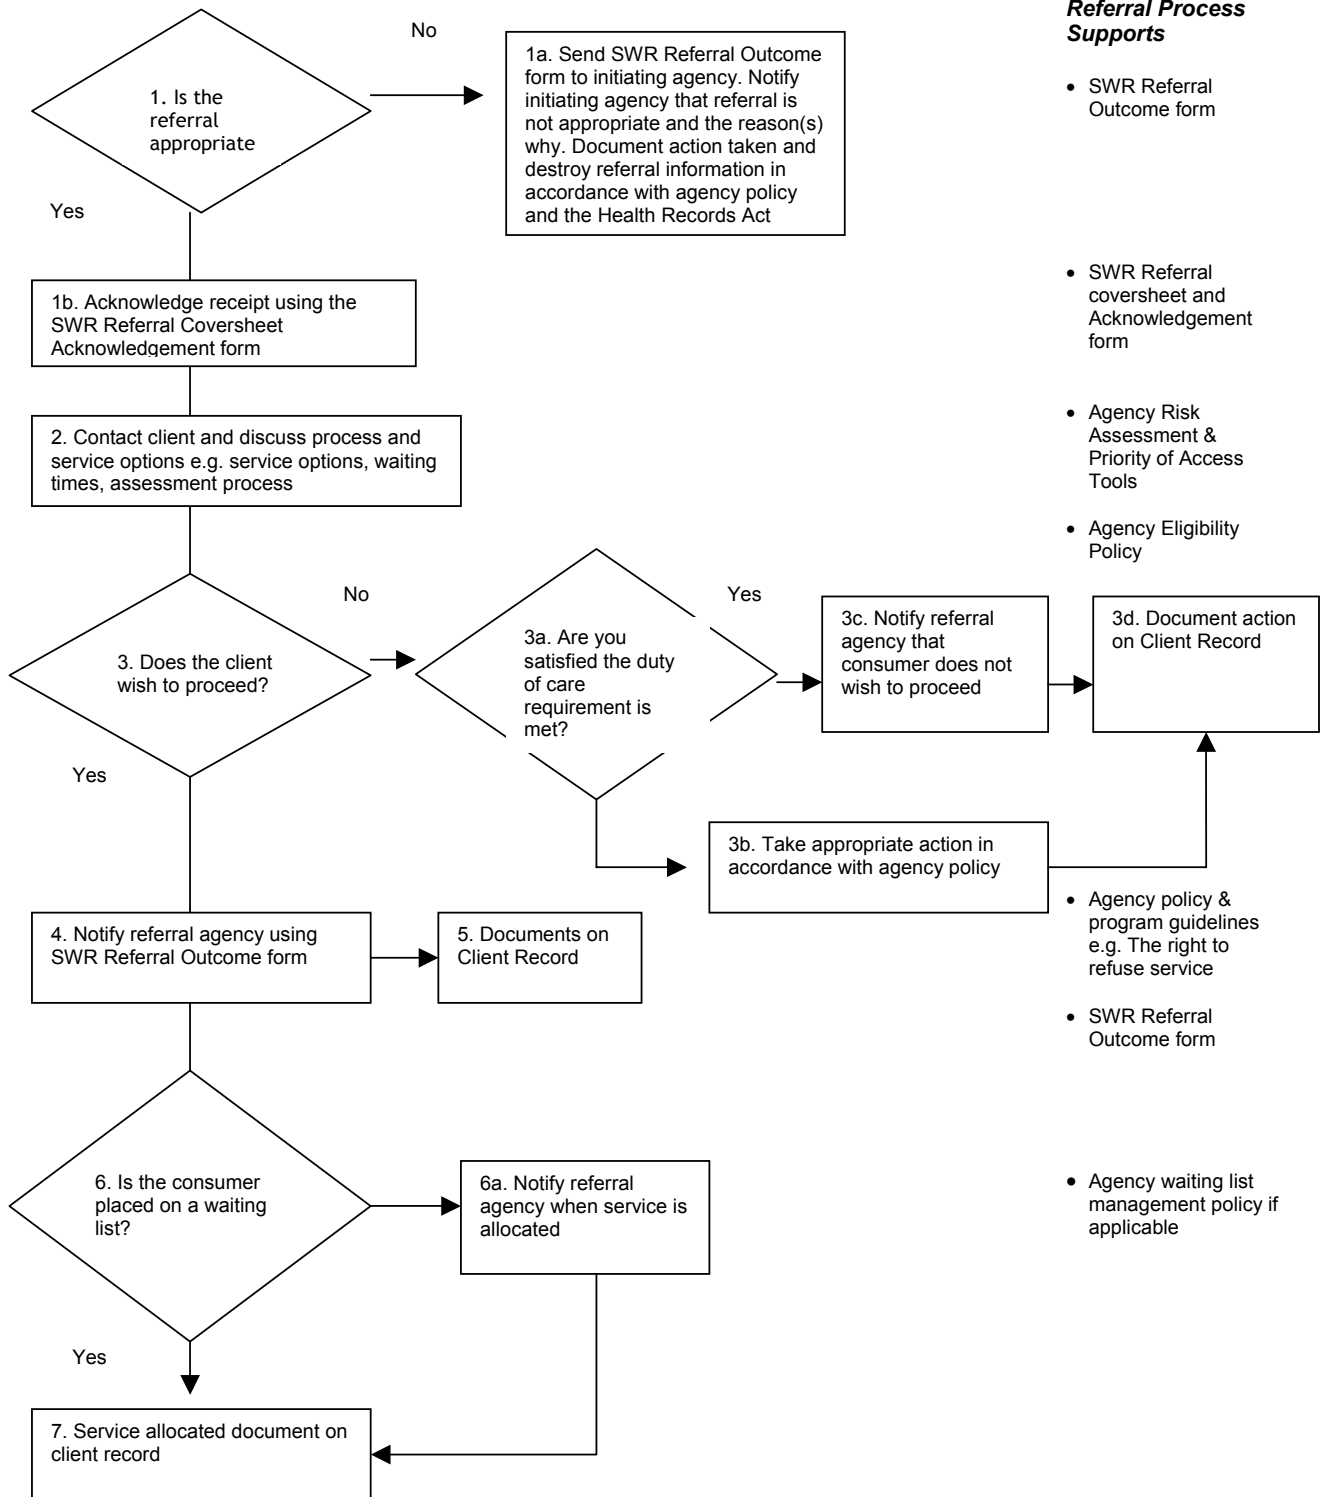 Referral Process
Supports
No
1a. Send SWR Referral Outcome
form to initiating agency. Notify
initiating agency that referral is
not appropriate and the reason(s)
why. Document action taken and
destroy referral information in
accordance with agency policy
and the Health Records Act
• SWR Referral
Outcome form
1. Is the
referral
appropriate
Yes
1b. Acknowledge receipt using the
SWR Referral Coversheet
Acknowledgement form
• SWR Referral
coversheet and
Acknowledgement
form
2. Contact client and discuss process and
service options e.g. service options, waiting
times, assessment process
• Agency Risk
Assessment &
Priority of Access
Tools
• Agency Eligibility
Policy
3. Does the client
wish to proceed?
No
3a. Are you
satisfied the duty
of care
requirement is
met?
Yes
3c. Notify referral
agency that
consumer does not
wish to proceed
3d. Document action
on Client Record
Yes
3b. Take appropriate action in
accordance with agency policy
• Agency policy &
program guidelines
e.g. The right to
refuse service
4. Notify referral agency using
SWR Referral Outcome form
5. Documents on
Client Record
• SWR Referral
Outcome form
6. Is the consumer
placed on a waiting
list?
6a. Notify referral
agency when service is
allocated
• Agency waiting list
management policy if
applicable
Yes
7. Service allocated document on
client record